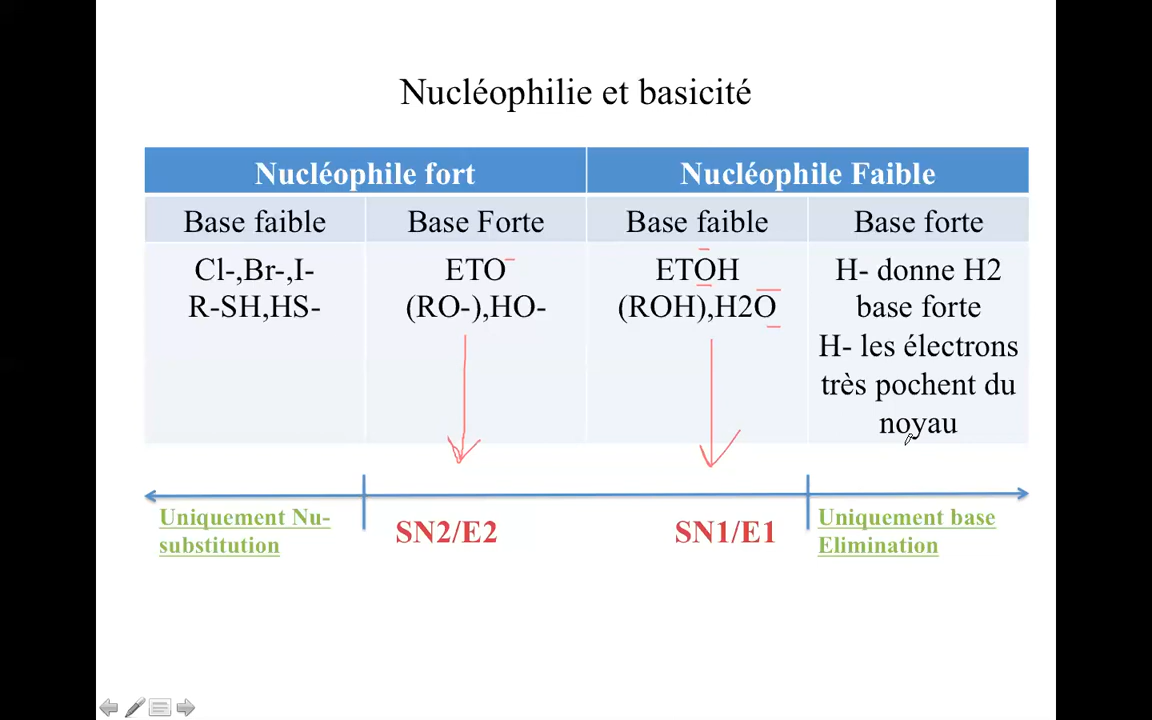 Nucléophilie et basicité
Nucléophile fort
Nucléophile Faible
Base faible
Base Forte
Base faible
Base forte
Cl-,Br-,I-
R-SH,HS-
ETO
(RO-),HO-
ETOH
(ROH),H2O
H- donne H2
base forte
H- les électrons
très pochent du
noyau
Uniquement Nu-
substitution
SN2/E2
SN1/E1
Uniquement base
Elimination